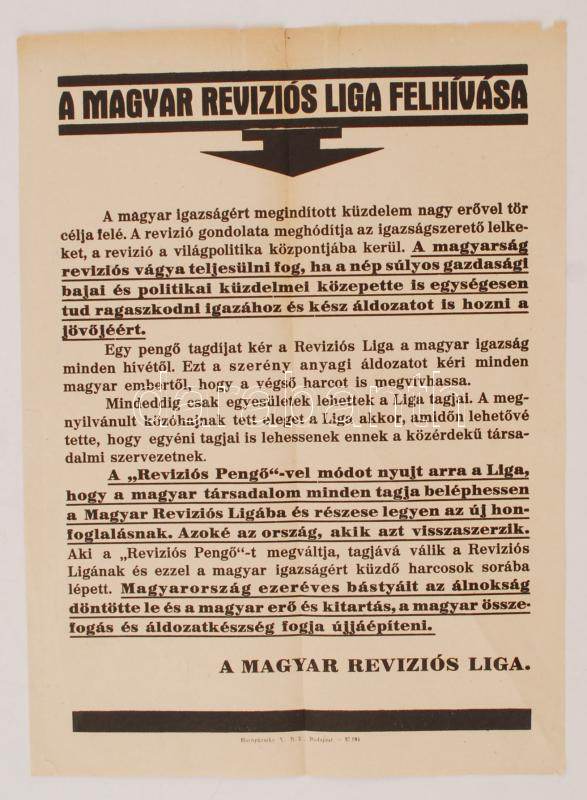 A MAGYAR REVIZIÓS LIGA FELHÍVÁSA
A magyar igazságért megindított küzdelem nagy erővel tör
célja felé. A revizió gondolata meghódítja az igazságszerető lelke-
ket, a revizió a világpolitika központjába kerül. A magyarság
reviziós vágya teljesülni fog, ha a nép súlyos gazdasági
bajai és politikai küzdelmei közepette is egységesen
tud ragaszkodni igazához és kész áldozatot is hozni a
jövőjéért.
Egy pengő tagdíjat kér a Reviziós Liga a magyar igazság
minden hívétől. Ezt a szerény anyagi áldozatot kéri minden
magyar embertől, hogy a végső harcot is megvívhassa.
Mindeddig csak egyesületek lehettek a Liga tagjai. A meg-
nyilvánult közóhajnak tett eleget a Liga akkor, amidőn lehetővé
tette, hogy egyéni tagjai is lehessenek ennek a közérdekű társa-
dalmi szervezetnek.
A „Reviziós Pengő“-vel módot nyujt arra a Liga,
hogy a magyar társadalom minden tagja beléphessen
a Magyar Reviziós Ligába és részese legyen az új hon-
foglalásnak. Azoké az ország, akik azt visszaszerzik.
Aki a „Reviziós Pengő“-t megváltja, tagjává válik a Reviziós
Ligának és ezzel a magyar igazságért küzdő harcosok sorába
lépett. Magyarország ezeréves bástyáit az álnokság
döntötte le és a magyar erő és kitartás, a magyar össze-
fogás és áldozatkészség fogja újjáépíteni.
A MAGYAR REVIZIÓS LIGA.
darabanth